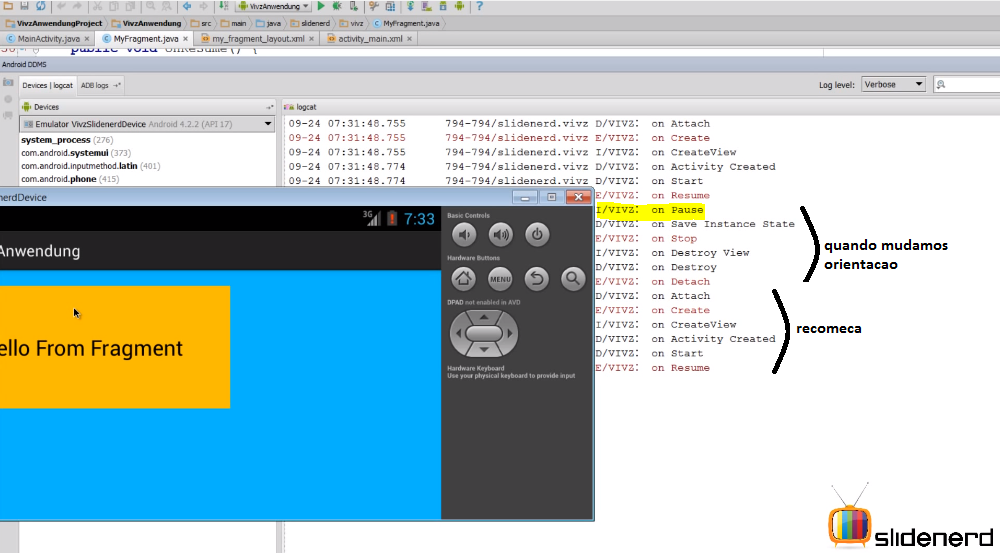 VivzAnwendung
VivzAnwendungProject VivzAnwendung src main java slidenerd vivz MyFragment.java
MainActivity.java MyFragment.java my_fragment_layout.xml activity_main.xml
public void onResume() {
Android DDMS
Devices | logcat ADB logs Log level: Verbose
Devices logcat
Emulator VivzSlidenerdDevice Android 4.2.2 (API 17)
system_process (276)
com.android.systemui (373)
com.android.inputmethod.latin (401)
com.android.phone (415)
09-24 07:31:48.755 794-794/slidenerd.vivz D/VIVZ: on Attach
09-24 07:31:48.755 794-794/slidenerd.vivz E/VIVZ: on Create
09-24 07:31:48.755 794-794/slidenerd.vivz I/VIVZ: on CreateView
09-24 07:31:48.774 794-794/slidenerd.vivz D/VIVZ: on Activity Created
09-24 07:31:48.774 794-794/slidenerd.vivz D/VIVZ: on Start
E/VIVZ: on Resume
I/VIVZ: on Pause
D/VIVZ: on Save Instance State
E/VIVZ: on Stop
I/VIVZ: on Destroy View
D/VIVZ: on Destroy
E/VIVZ: on Detach
D/VIVZ: on Attach
E/VIVZ: on Create
I/VIVZ: on CreateView
D/VIVZ: on Activity Created
D/VIVZ: on Start
E/VIVZ: on Resume
quando mudamos
orientacao
recomeca
nerdDevice
3G 7:33
Anwendung
ello From Fragment
Basic Controls
Hardware Buttons
MENU
DPAD not enabled in AVD
Hardware Keyboard
Use your physical keyboard to provide input
slidenerd